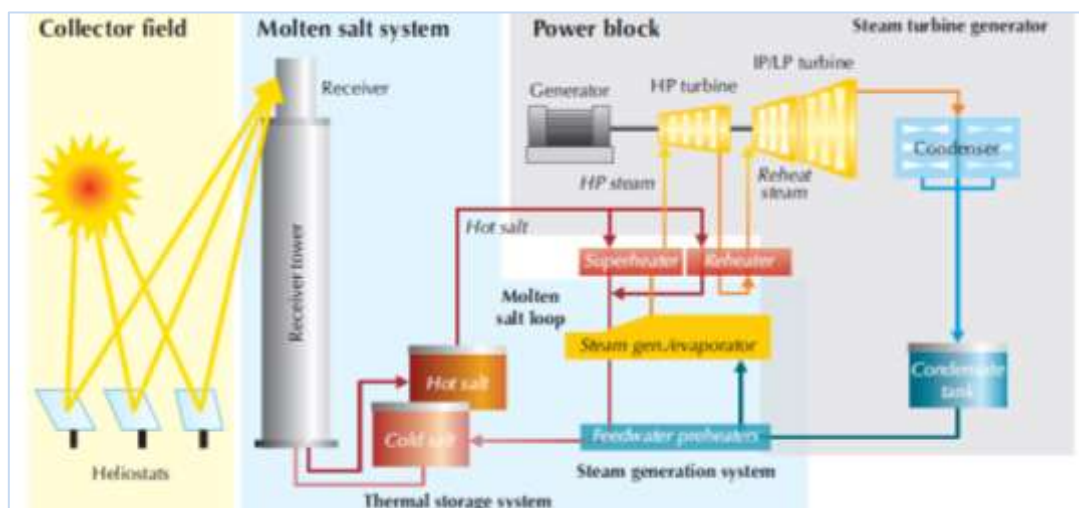 Collector field
Molten salt system
Power block
Steam turbine generator
Receiver
Generator
HP turbine
IP/LP turbine
Condenser
HP steam
Reheat
steam
Hot salt
Superheater
Reheater
Receiver tower
Molten
salt loop
Steam gen./evaporator
Hot salt
Cold salt
Condensate
tank
Feedwater preheaters
Heliostats
Steam generation system
Thermal storage system